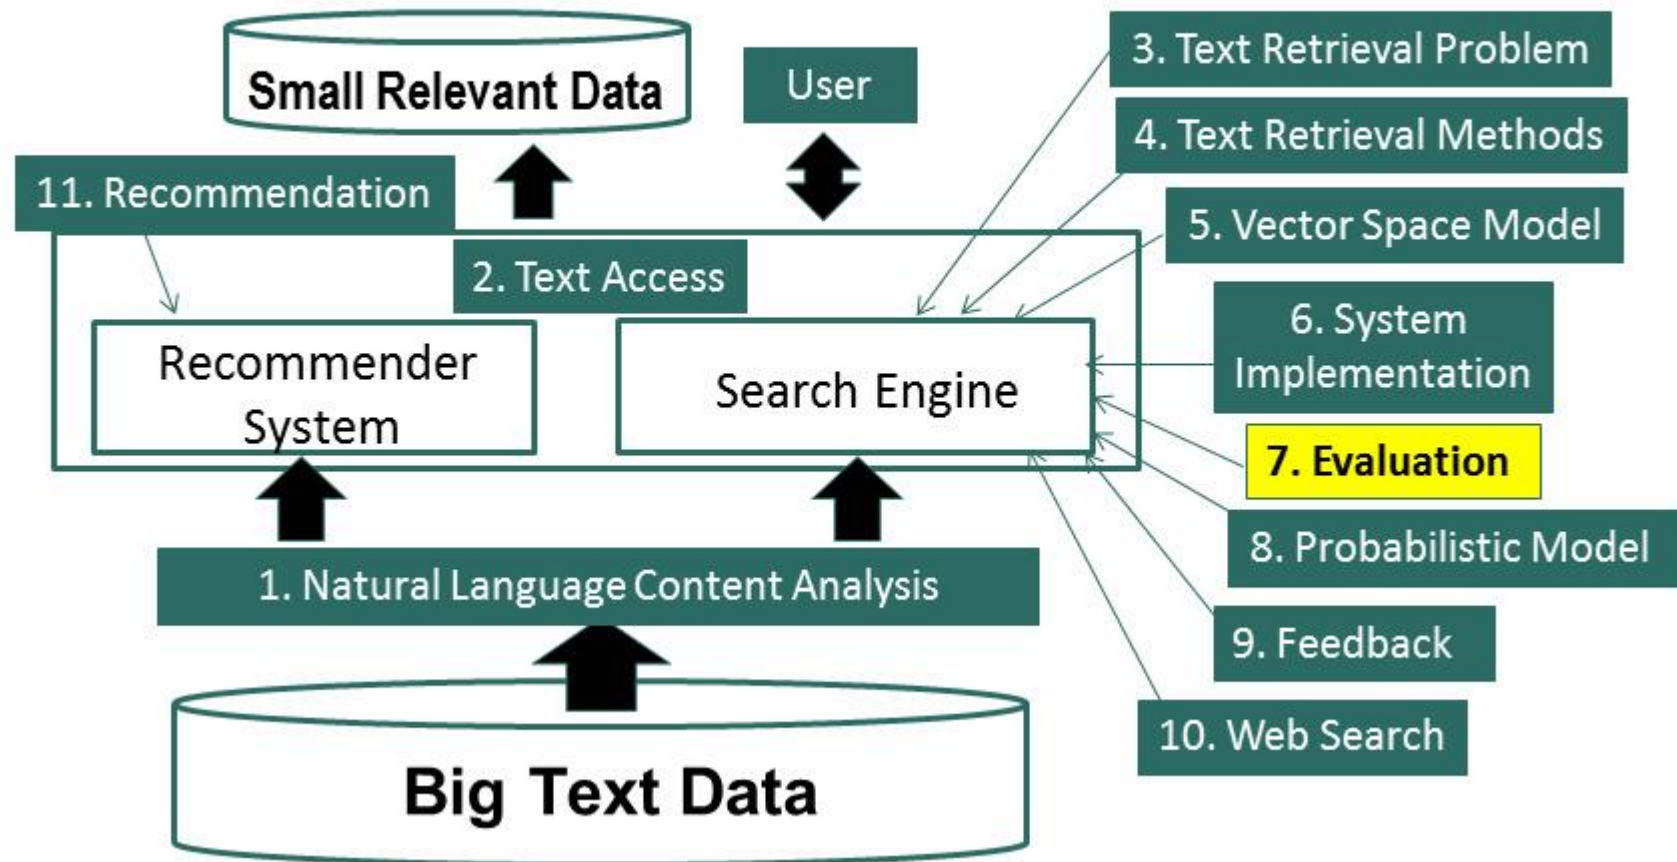 Small Relevant Data
User
3. Text Retrieval Problem
4. Text Retrieval Methods
11. Recommendation
5. Vector Space Model
2. Text Access
6. System
Implementation
Recommender
System
Search Engine
7. Evaluation
8. Probabilistic Model
1. Natural Language Content Analysis
9. Feedback
10. Web Search
Big Text Data